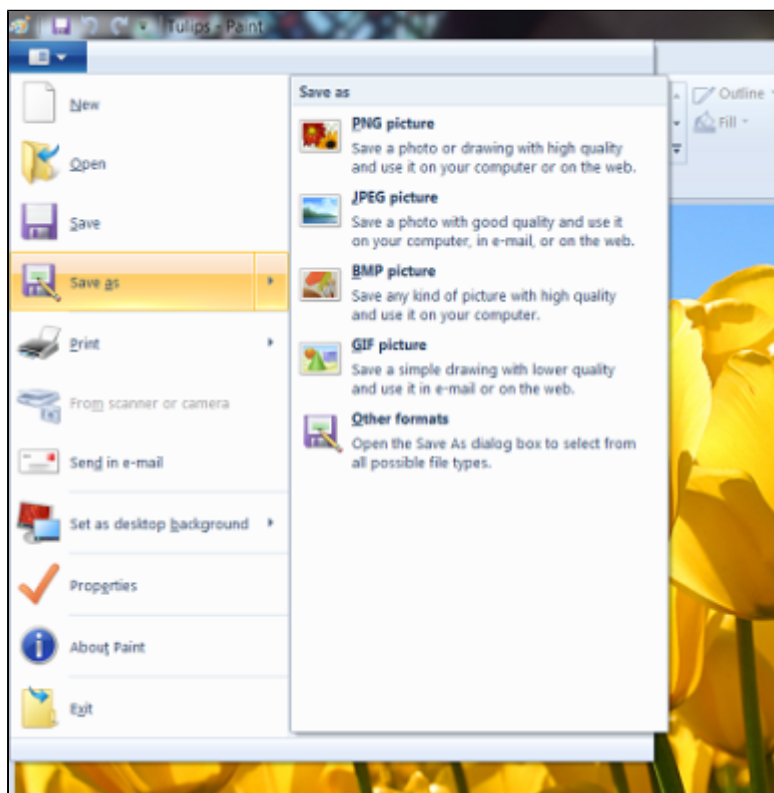 Tulips - Paint
New
Open
Save
Save as
Print
From scanner or camera
Send in e-mail
Set as desktop background
Properties
About Paint
Exit
Save as
PNG picture
Save a photo or drawing with high quality
and use it on your computer or on the web.
JPEG picture
Save a photo with good quality and use it
on your computer, in e-mail, or on the web.
BMP picture
Save any kind of picture with high quality
and use it on your computer.
GIF picture
Save a simple drawing with lower quality
and use it in e-mail or on the web.
Other formats
Open the Save As dialog box to select from
all possible file types.
Outline
Fill